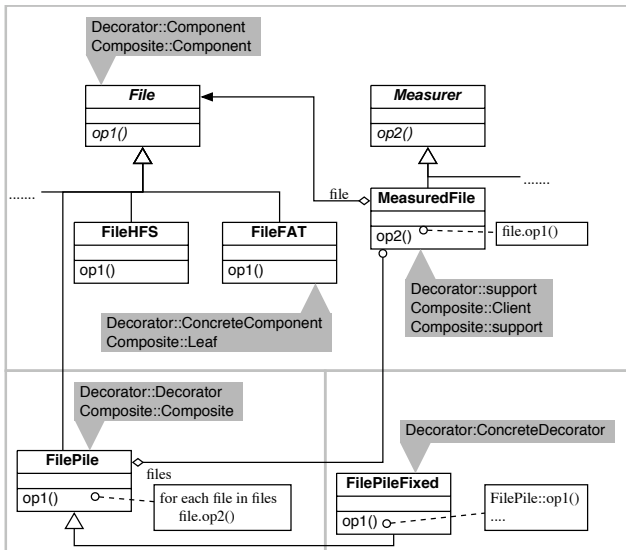 Decorator::Component
Composite::Component
File
op1()
Measurer
op2()
.......
.......
file
MeasuredFile
op2()
file.op1()
FileHFS
op1()
FileFAT
op1()
Decorator::support
Composite::Client
Composite::support
Decorator::ConcreteComponent
Composite::Leaf
Decorator::Decorator
Composite::Composite
Decorator:ConcreteDecorator
FilePile
op1()
files
for each file in files
file.op2()
FilePileFixed
op1()
FilePile::op1()
....